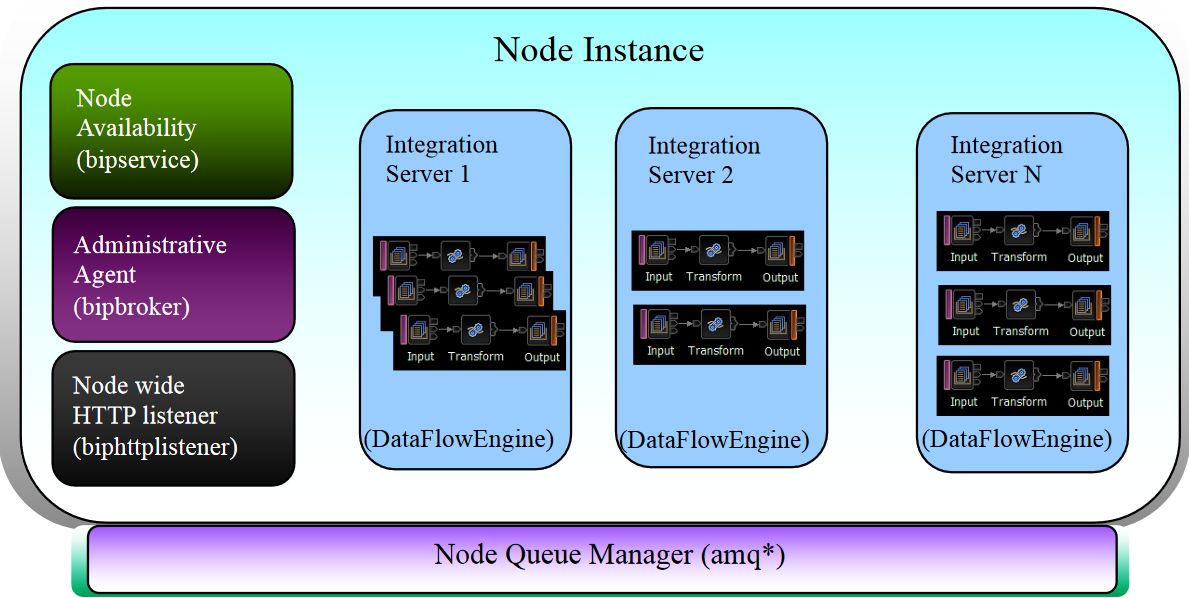 Node Instance
Node
Availability
(bipservice)
Administrative
Agent
(bipbroker)
Node wide
HTTP listener
(biphttplistener)
Integration
Server 1
Input Transform Output
(DataFlowEngine)
Integration
Server 2
Input Transform Output
Input Transform Output
(DataFlowEngine)
Integration
Server N
Input Transform Output
Input Transform Output
Input Transform Output
(DataFlowEngine)
Node Queue Manager (amq*)